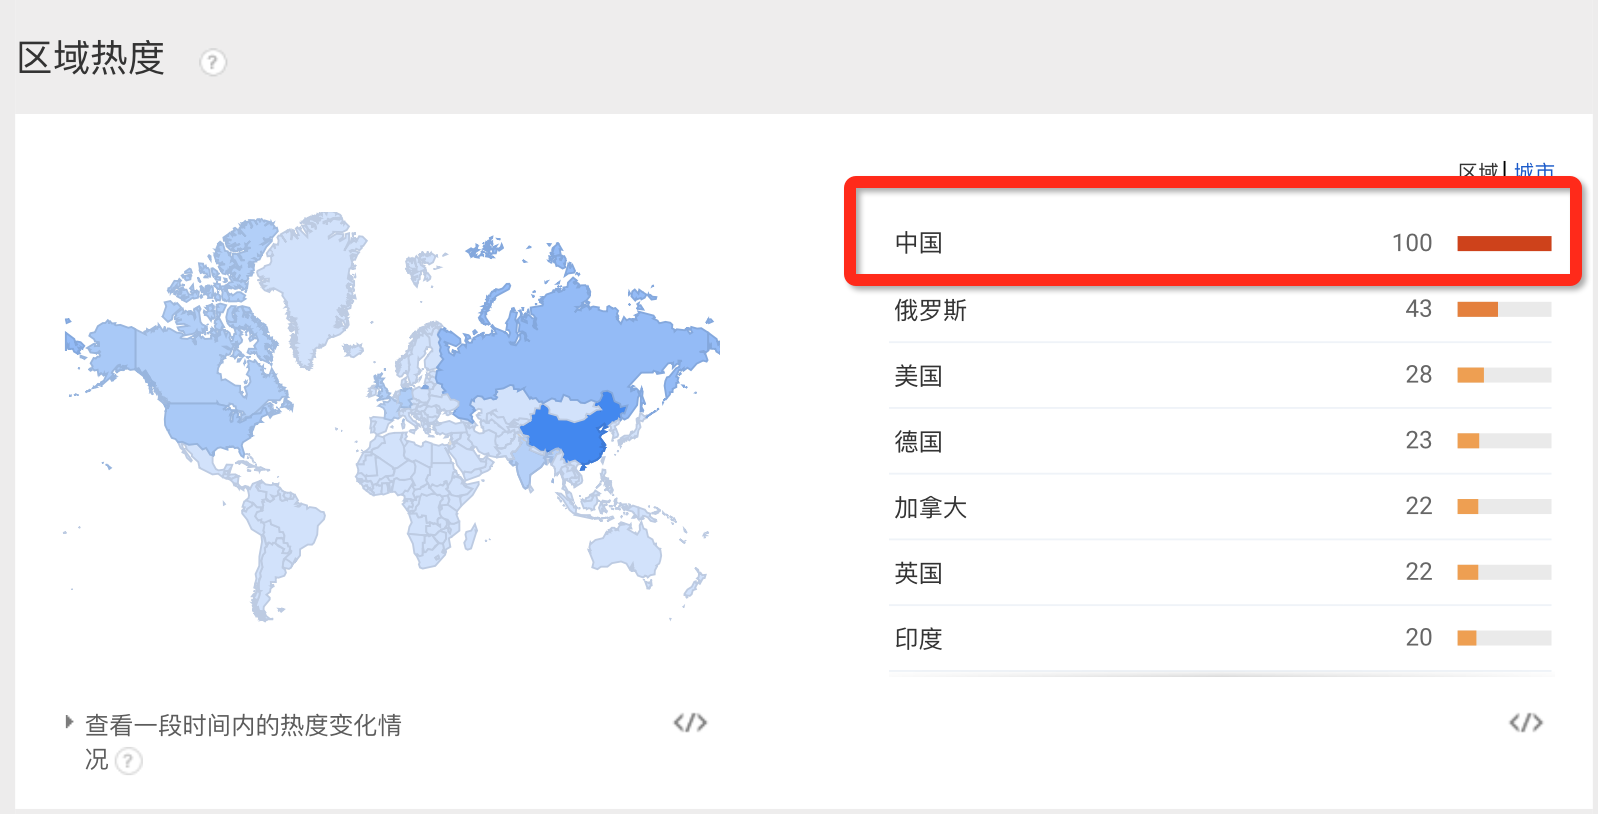 区域热度 ?
区域 | 城市
中国 100
俄罗斯 43
美国 28
德国 23
加拿大 22
英国 22
印度 20
查看一段时间内的热度变化情
况 ?